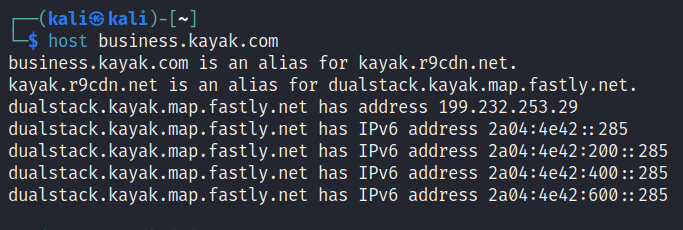 ┌──(kali㉿kali)-[~]
└─$ host business.kayak.com
business.kayak.com is an alias for kayak.r9cdn.net.
kayak.r9cdn.net is an alias for dualstack.kayak.map.fastly.net.
dualstack.kayak.map.fastly.net has address 199.232.253.29
dualstack.kayak.map.fastly.net has IPv6 address 2a04:4e42::285
dualstack.kayak.map.fastly.net has IPv6 address 2a04:4e42:200::285
dualstack.kayak.map.fastly.net has IPv6 address 2a04:4e42:400::285
dualstack.kayak.map.fastly.net has IPv6 address 2a04:4e42:600::285